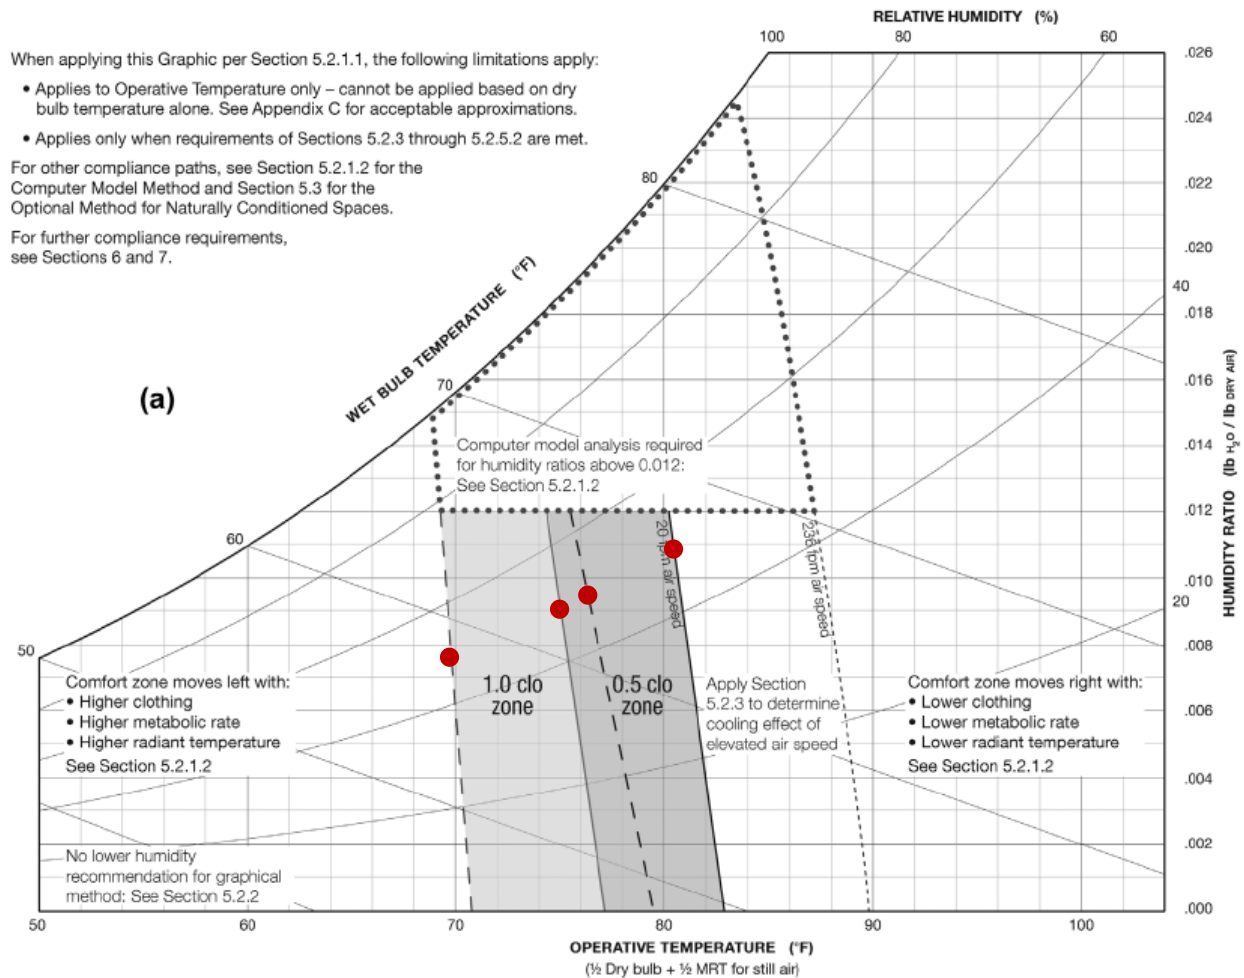 RELATIVE HUMIDITY (%)
100
80
60
When applying this Graphic per Section 5.2.1.1, the following limitations apply:
• Applies to Operative Temperature only – cannot be applied based on dry
bulb temperature alone. See Appendix C for acceptable approximations.
• Applies only when requirements of Sections 5.2.3 through 5.2.5.2 are met.
For other compliance paths, see Section 5.2.1.2 for the
Computer Model Method and Section 5.3 for the
Optional Method for Naturally Conditioned Spaces.
For further compliance requirements,
see Sections 6 and 7.
(a)
WET BULB TEMPERATURE (°F)
50
60
70
80
40
20
.026
.024
.022
.020
.018
.016
.014
.012
.010
.008
.006
.004
.002
.000
HUMIDITY RATIO (lb H2O / lb DRY AIR)
Computer model analysis required
for humidity ratios above 0.012:
See Section 5.2.1.2
20 fpm air speed
236 fpm air speed
1.0 clo
zone
0.5 clo
zone
Comfort zone moves left with:
• Higher clothing
• Higher metabolic rate
• Higher radiant temperature
See Section 5.2.1.2
Apply Section
5.2.3 to determine
cooling effect of
elevated air speed
Comfort zone moves right with:
• Lower clothing
• Lower metabolic rate
• Lower radiant temperature
See Section 5.2.1.2
No lower humidity
recommendation for graphical
method: See Section 5.2.2
50
60
70
80
90
100
OPERATIVE TEMPERATURE (°F)
(½ Dry bulb + ½ MRT for still air)